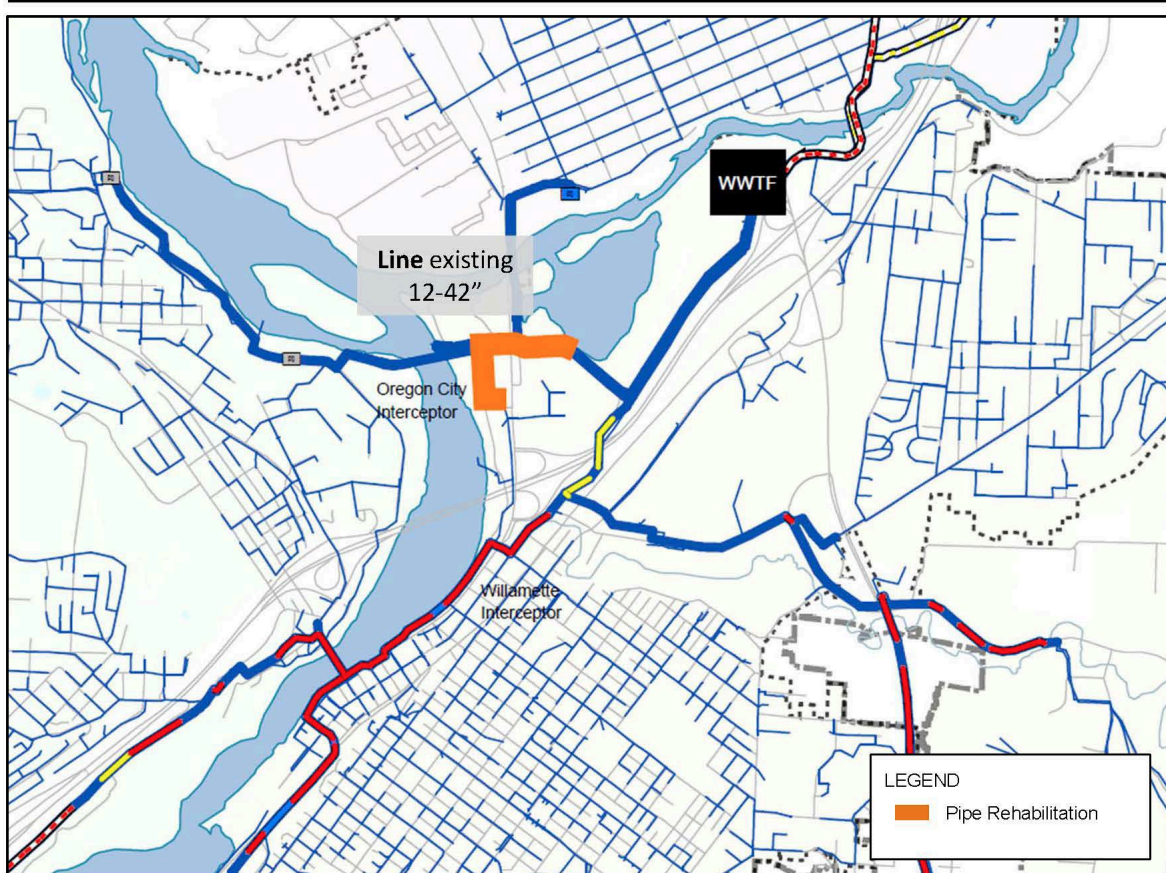 WWTF
Line existing
12-42”
Oregon City
Interceptor
Willamette
Interceptor
LEGEND
Pipe Rehabilitation